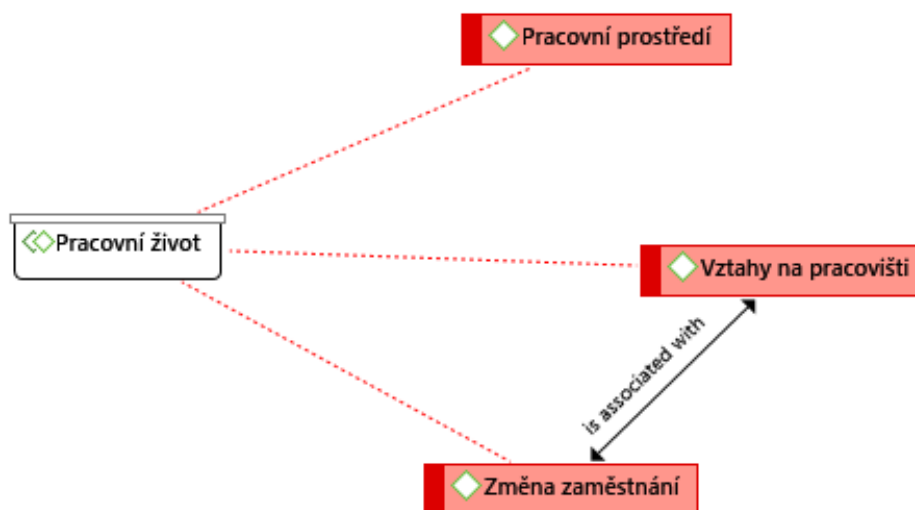 Pracovní prostředí
Pracovní život
Vztahy na pracovišti
is associated with
Změna zaměstnání